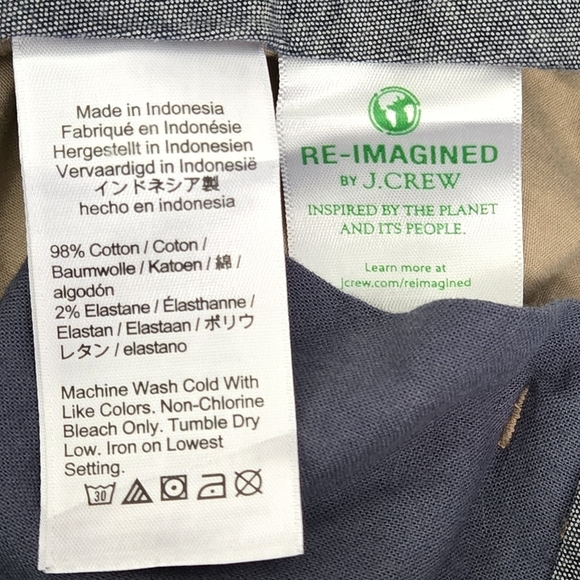 Made in Indonesia
Fabriqué en Indonésie
Hergestellt in Indonesien
Vervaardigd in Indonesië
インドネシア製
hecho en indonesia
98% Cotton / Coton /
Baumwolle / Katoen / 綿 /
algodón
2% Elastane / Élasthanne /
Elastan / Elastaan / ポリウ
レタン / elastano
Machine Wash Cold With
Like Colors. Non-Chlorine
Bleach Only. Tumble Dry
Low. Iron on Lowest
Setting.
30
RE-IMAGINED
BY J.CREW
INSPIRED BY THE PLANET
AND ITS PEOPLE.
Learn more at
jcrew.com/reimagined